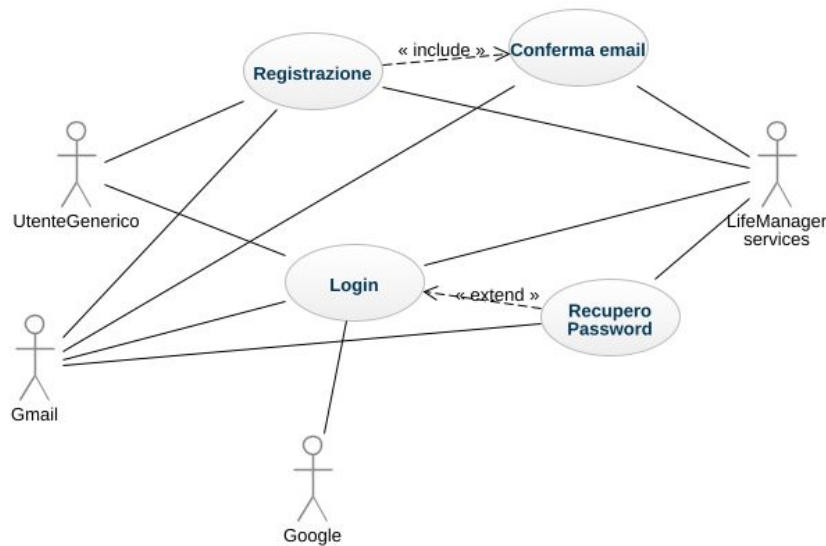 « include »
Conferma email
Registrazione
UtenteGenerico
LifeManager
services
Login
« extend »
Recupero
Password
Gmail
Google